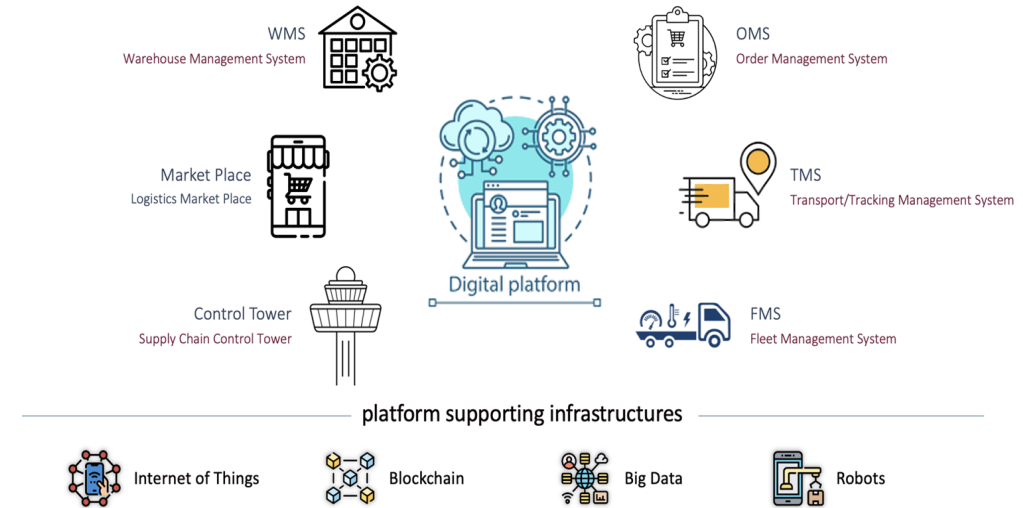 WMS
Warehouse Management System
OMS
Order Management System
Market Place
Logistics Market Place
TMS
Transport/Tracking Management System
Digital platform
Control Tower
Supply Chain Control Tower
FMS
Fleet Management System
platform supporting infrastructures
Internet of Things
Blockchain
Big Data
Robots